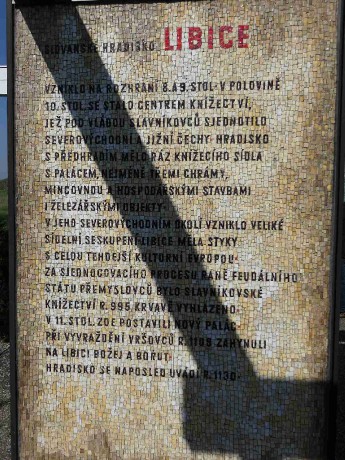 SLOVANSKÉ HRADISKO LIBICE
VZNIKLO NA ROZHRANÍ 8. A 9. STOL. V POLOVINĚ
10. STOL. SE STALO CENTREM KNÍŽECTVÍ,
JEŽ POD VLÁDOU SLAVNÍKOVCŮ SJEDNOTILO
SEVEROVÝCHODNÍ A JIŽNÍ ČECHY. HRADISKO
S PŘEDHRADÍM MĚLO RÁZ KNÍŽECÍHO SÍDLA
S PALÁCEM, NEJMÉNĚ TŘEMI CHRÁMY,
MINCOVNOU A HOSPODÁŘSKÝMI STAVBAMI
I ŽELEZÁŘSKÝMI OBJEKTY.
V JEHO SEVEROVÝCHODNÍM OKOLÍ VZNIKLO VELIKÉ
SÍDELNÍ SESKUPENÍ. LIBICE MĚLA STYKY
S CELOU TEHDEJŠÍ KULTURNÍ EVROPOU.
ZA SJEDNOCOVACÍHO PROCESU RANĚ FEUDÁLNÍHO
STÁTU PŘEMYSLOVCŮ BYLO SLAVNÍKOVSKÉ
KNÍŽECTVÍ R. 995 KRVAVĚ VYHLAZENO.
V 11. STOL. ZDE POSTAVILI NOVÝ PALÁC.
PŘI VYVRAŽDĚNÍ VRŠOVCŮ R. 1108 ZAHYNULI
NA LIBICI BOŽEJ A BORUT.
HRADISKO SE NAPOSLED UVÁDÍ R. 1130.